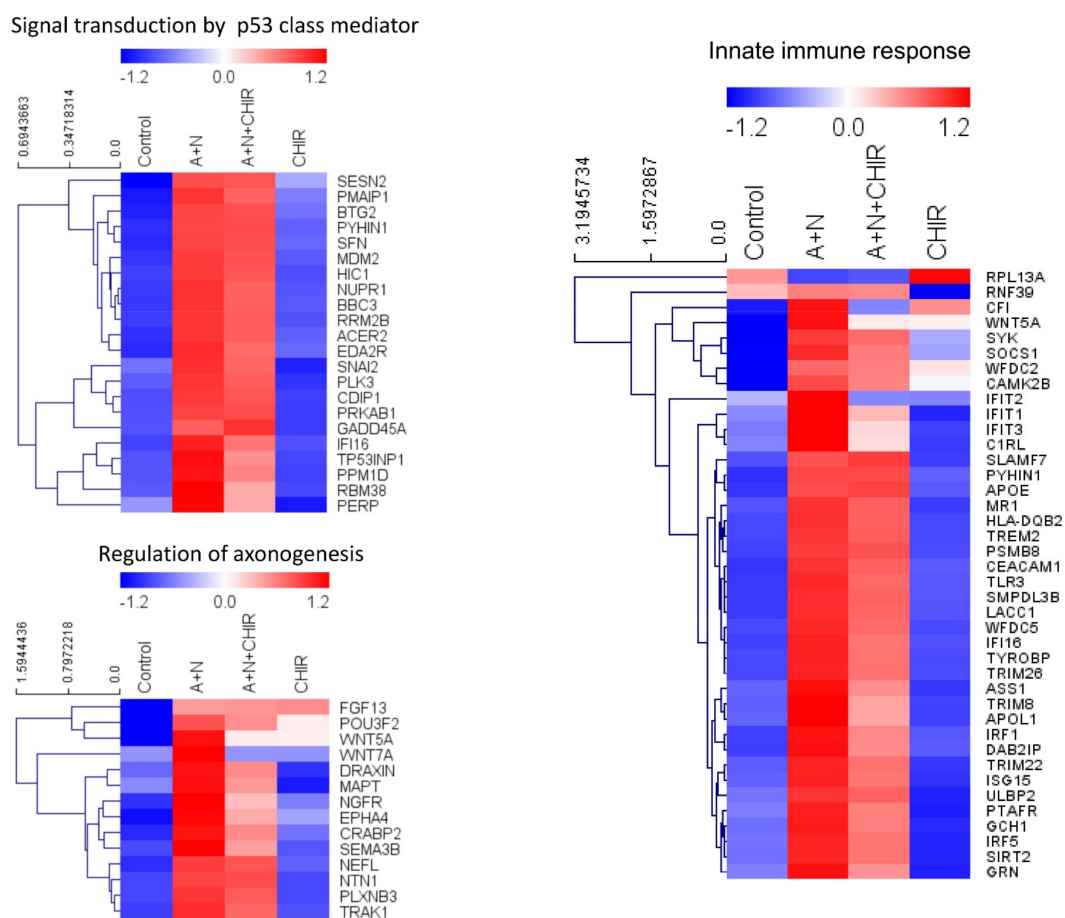 Signal transduction by p53 class mediator
-1.2 0.0 1.2
0.6943663
0.34718314
0.0
Control
A+N
A+N+CHIR
CHIR
SESN2
PMAIP1
BTG2
PYHIN1
SFN
MDM2
HIC1
NUPR1
BBC3
RRM2B
ACER2
EDA2R
SNAI2
PLK3
CDIP1
PRKAB1
GADD45A
IFI16
TP53INP1
PPM1D
RBM38
PERP
Regulation of axonogenesis
-1.2 0.0 1.2
1.5944436
0.7972218
0.0
Control
A+N
A+N+CHIR
CHIR
FGF13
POU3F2
WNT5A
WNT7A
DRAXIN
MAPT
NGFR
EPHA4
CRABP2
SEMA3B
NEFL
NTN1
PLXNB3
TRAK1
Innate immune response
-1.2 0.0 1.2
3.1945734
1.5972867
0.0
Control
A+N
A+N+CHIR
CHIR
RPL13A
RNF39
CFI
WNT5A
SYK
SOCS1
WFDC2
CAMK2B
IFIT2
IFIT1
IFIT3
C1RL
SLAMF7
PYHIN1
APOE
MR1
HLA-DQB2
TREM2
PSMB8
CEACAM1
TLR3
SMPDL3B
LACC1
WFDC5
IFI16
TYROBP
TRIM26
ASS1
TRIM8
APOL1
IRF1
DAB2IP
TRIM22
ISG15
ULBP2
PTAFR
GCH1
IRF5
SIRT2
GRN